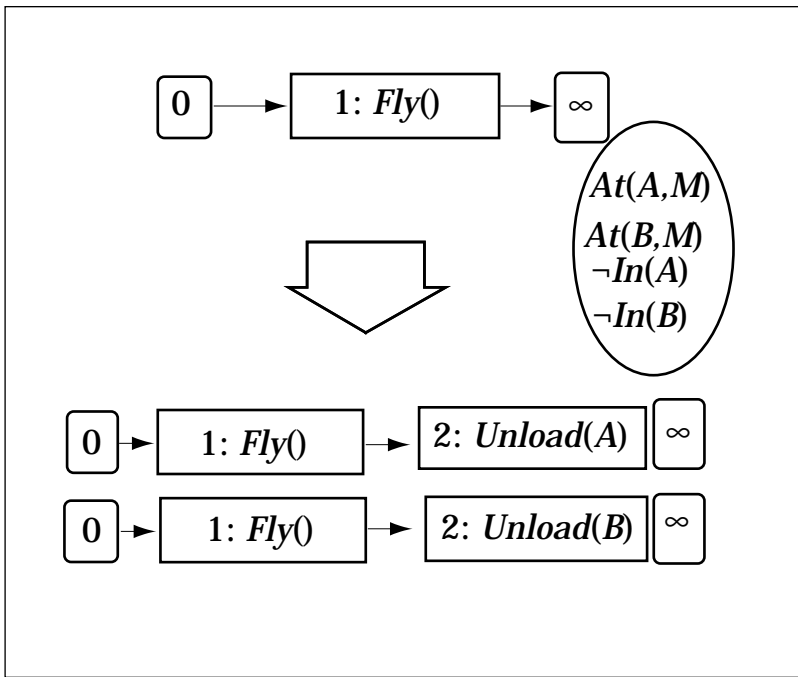 0 1: Fly() ∞
At(A,M)
At(B,M)
¬In(A)
¬In(B)
0 1: Fly() 2: Unload(A) ∞
0 1: Fly() 2: Unload(B) ∞